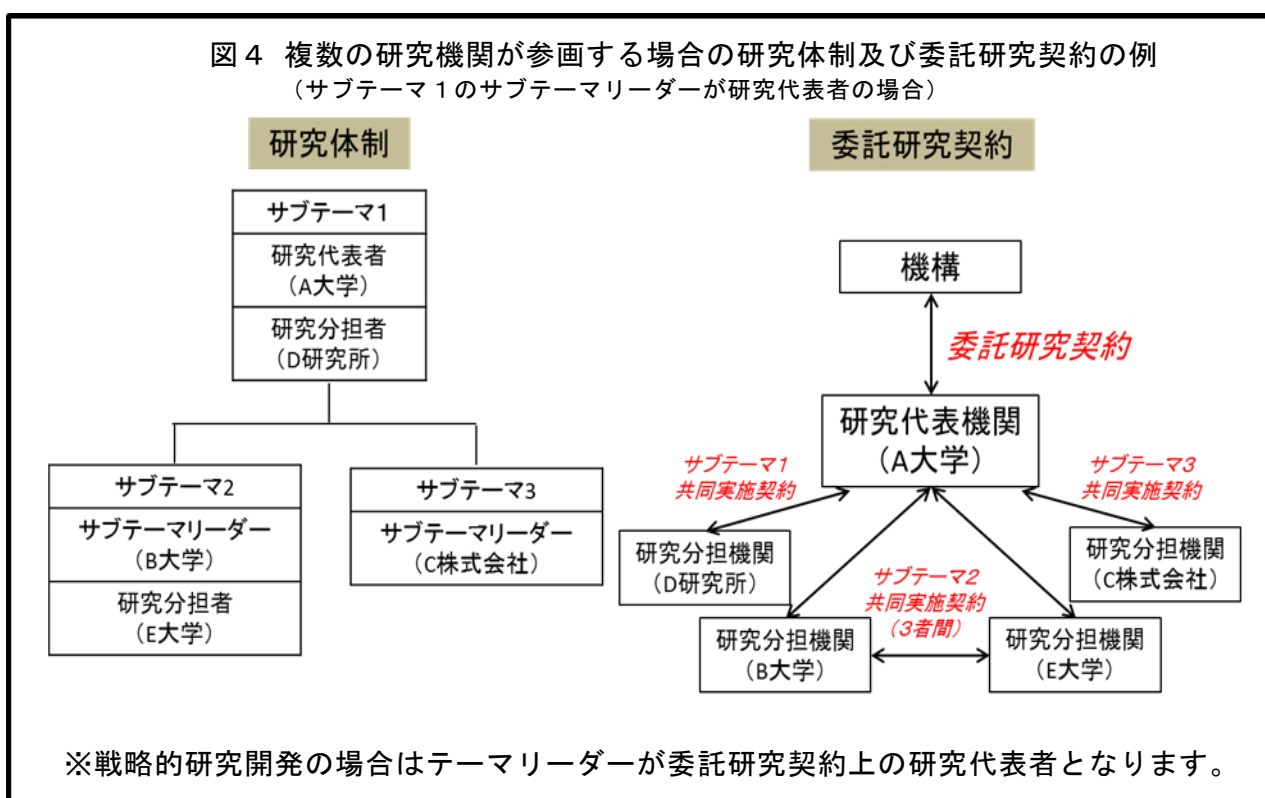 図４ 複数の研究機関が参画する場合の研究体制及び委託研究契約の例
（サブテーマ１のサブテーマリーダーが研究代表者の場合）
研究体制
サブテーマ1
研究代表者
（A大学）
研究分担者
（D研究所）
サブテーマ2
サブテーマリーダー
（B大学）
研究分担者
（E大学）
サブテーマ3
サブテーマリーダー
（C株式会社）
委託研究契約
機構
委託研究契約
研究代表機関
（A大学）
サブテーマ1
共同実施契約
サブテーマ3
共同実施契約
研究分担機関
（D研究所）
サブテーマ2
共同実施契約
（3者間）
研究分担機関
（C株式会社）
研究分担機関
（B大学）
研究分担機関
（E大学）
※戦略的研究開発の場合はテーマリーダーが委託研究契約上の研究代表者となります。